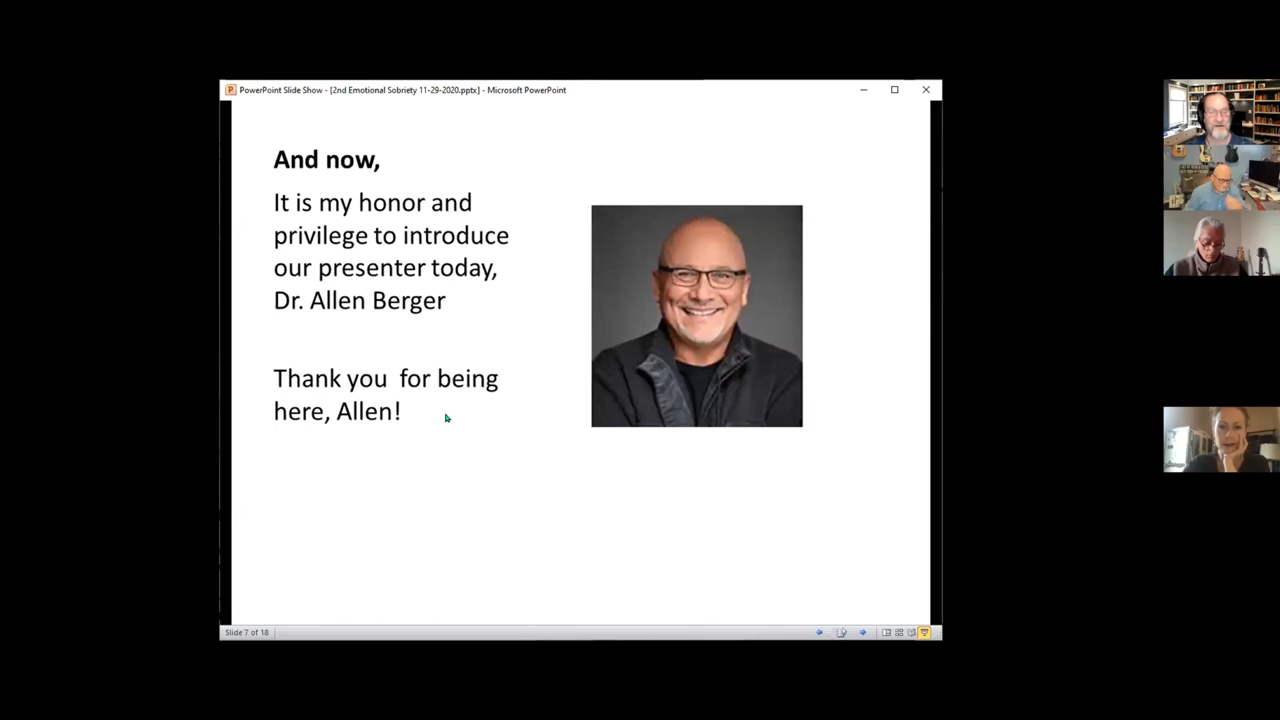 PowerPoint Slide Show - [2nd Emotional Sobriety 11-29-2020.pptx] - Microsoft PowerPoint
And now,
It is my honor and
privilege to introduce
our presenter today,
Dr. Allen Berger
Thank you  for being
here, Allen!
Slide 7 of 18